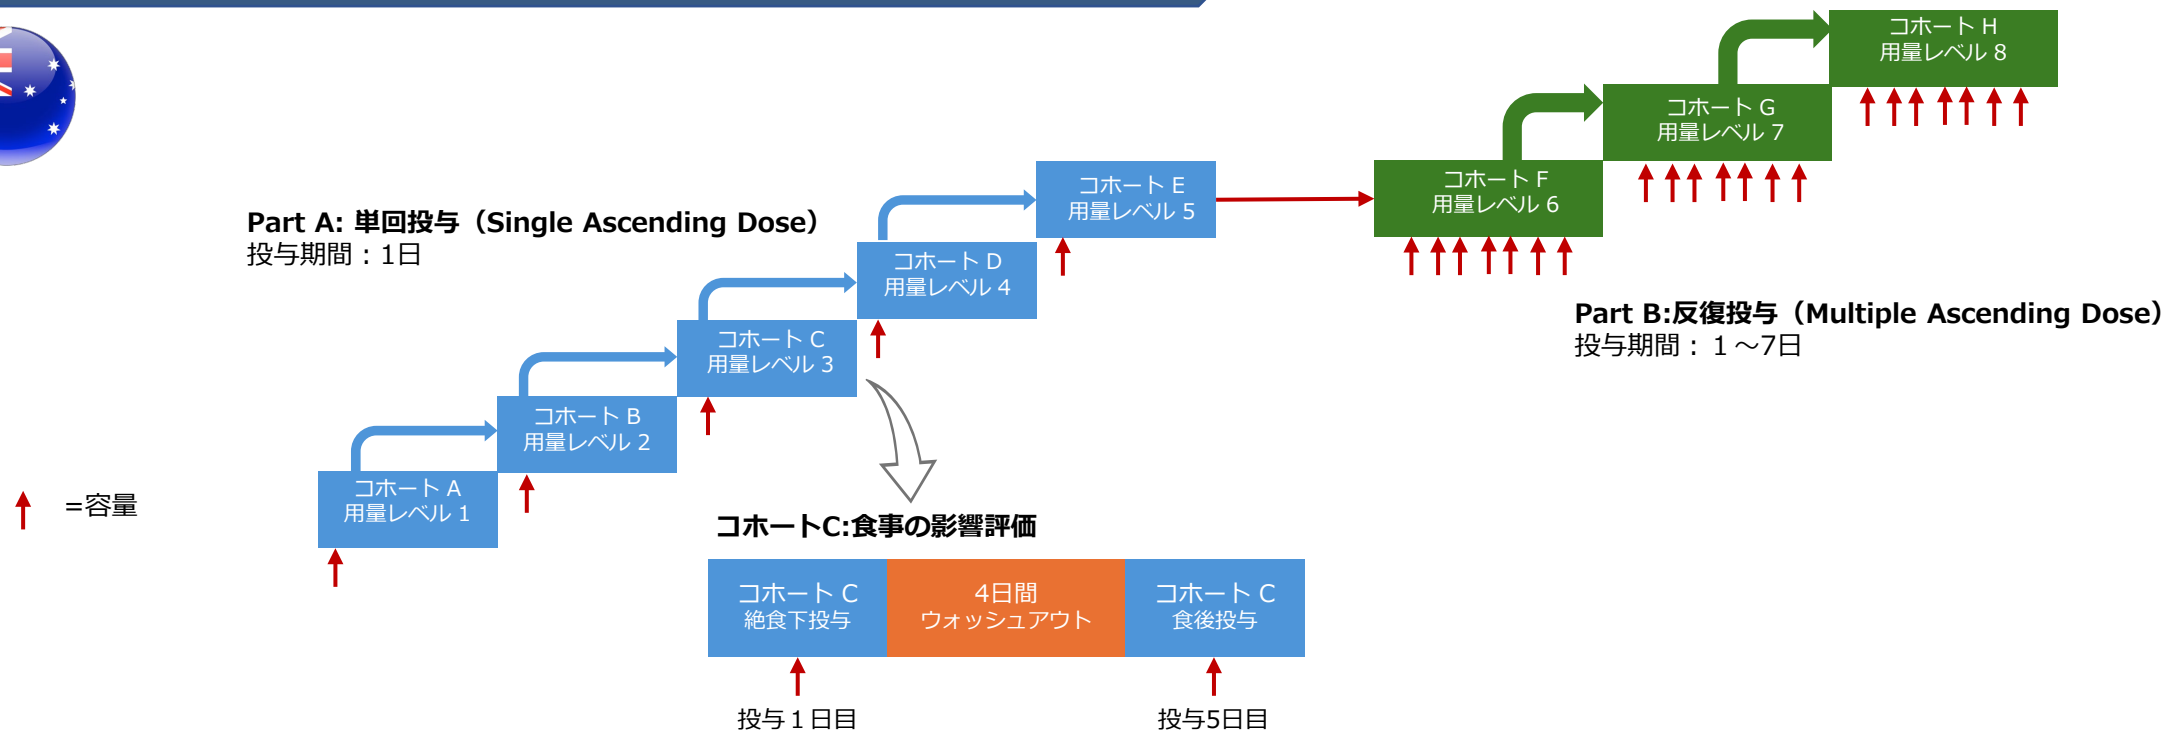 コホート H
用量レベル 8
コホート G
用量レベル 7
コホート F
用量レベル 6
コホート E
用量レベル 5
Part A: 単回投与（Single Ascending Dose）
投与期間：1日
コホート D
用量レベル 4
Part B:反復投与（Multiple Ascending Dose）
投与期間：１～7日
コホート C
用量レベル 3
コホート B
用量レベル 2
コホート A
用量レベル 1
=容量
コホートC:食事の影響評価
コホート C
絶食下投与
4日間
ウォッシュアウト
コホート C
食後投与
投与１日目
投与5日目